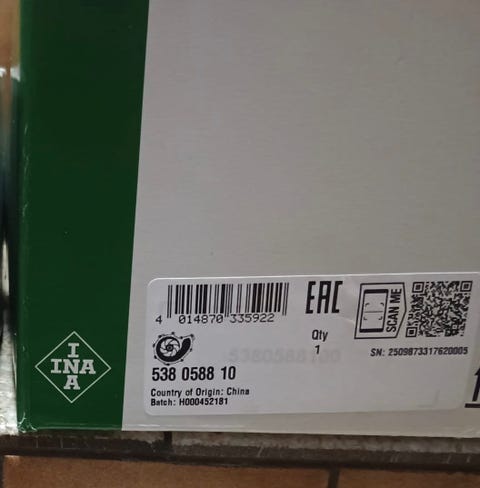 INA
INA
4 014870 335922
EAC
SCAN ME
Qty
1
5380588100
SN: 2509873317620005
538 0588 10
Country of Origin: China
Batch: H000452181